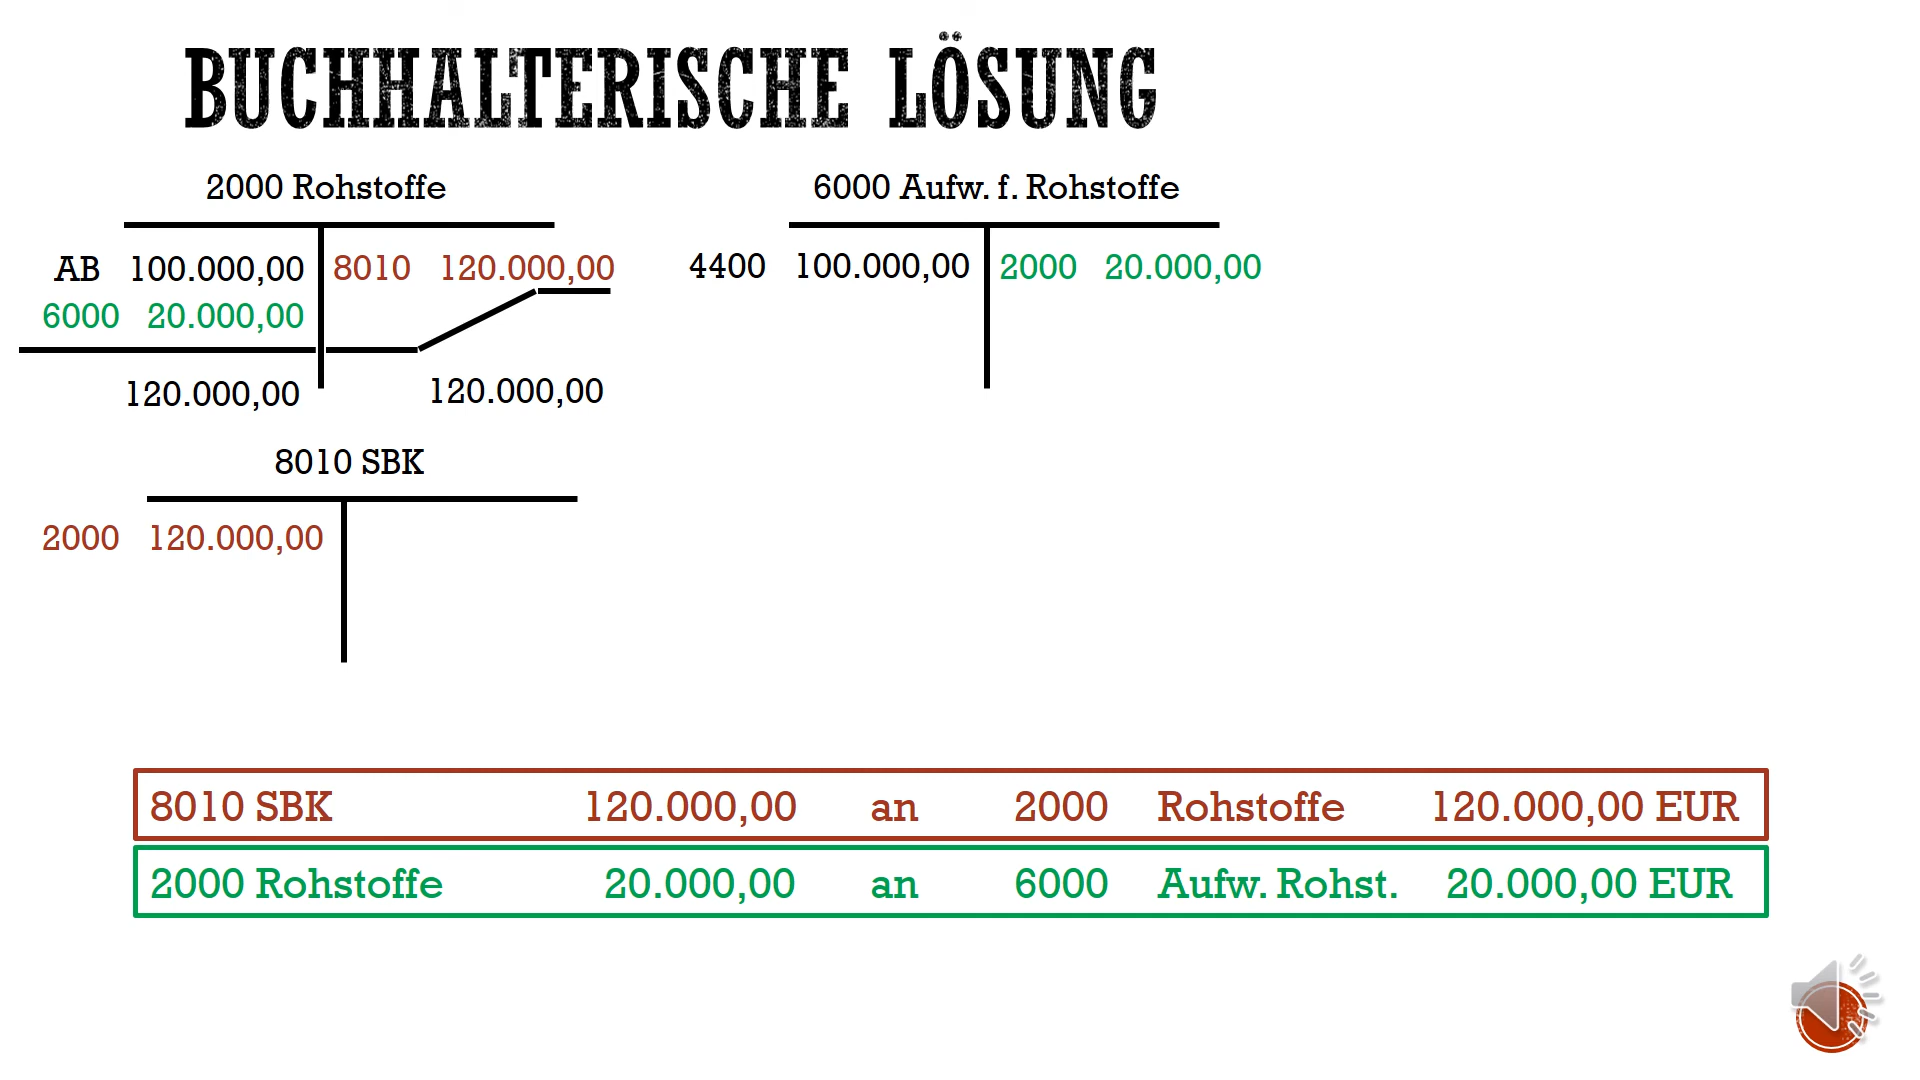 BUCHHALTERISCHE LÖSUNG
2000 Rohstoffe
AB 100.000,00 8010 120.000,00
6000 20.000,00
120.000,00 120.000,00
6000 Aufw. f. Rohstoffe
4400 100.000,00 2000 20.000,00
8010 SBK
2000 120.000,00
8010 SBK 120.000,00 an 2000 Rohstoffe 120.000,00 EUR
2000 Rohstoffe 20.000,00 an 6000 Aufw. Rohst. 20.000,00 EUR